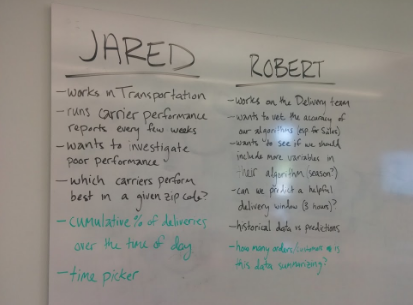 JARED
-works in Transportation
-runs carrier performance
reports every few weeks
-wants to investigate
poor performance
-which carriers perform
best in a given zip code?
-cumulative % of deliveries
over the time of day
-time picker
ROBERT
-works on the Delivery team
-wants to vet the accuracy of
our algorithms (esp for
-wants to see if we should
include more variables in
their algorithm (season?)
-can we predict a helpful
delivery window (3 hours)?
-historical data vs predictions
-how many orders
this data summarizing?